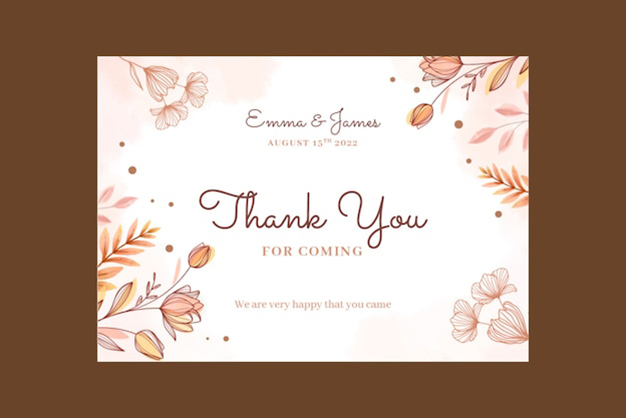 Emma & James
AUGUST 15TH 2022
Thank You
FOR COMING
We are very happy that you came